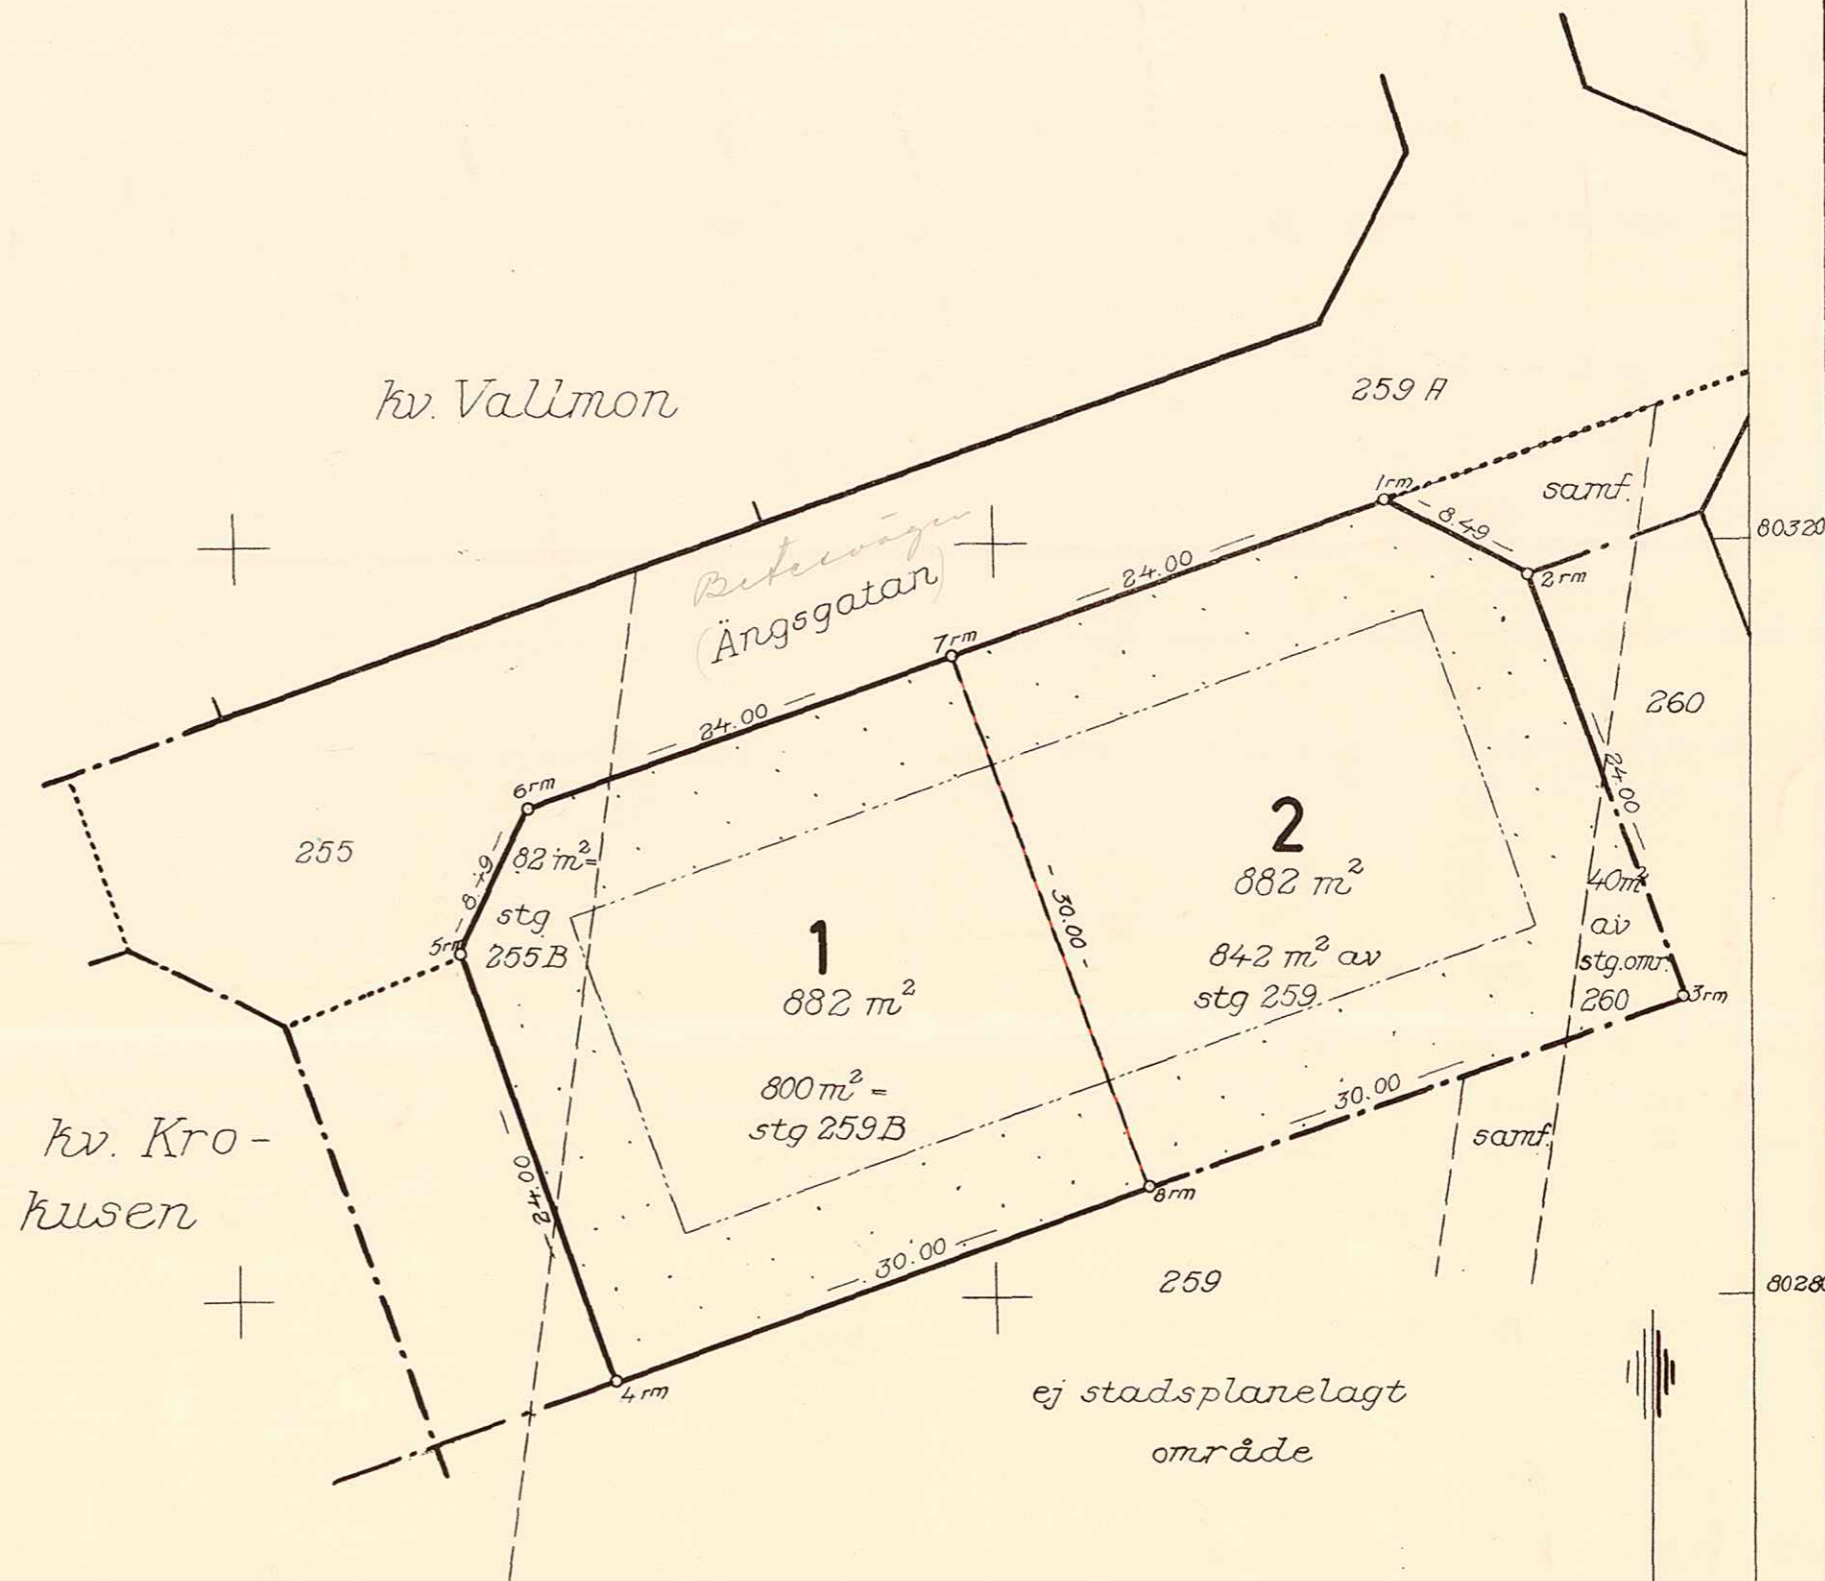 kv. Vallmon
259 A
1rm
samf.
8.49
80320
Betesvägen
(Ängsgatan)
24.00
2rm
7rm
260
24.00
24.00
6rm
255
82 m² =
8.49
stg
5rm
255B
2
882 m²
40m²
av
842 m² av
stg.omr.
stg 259
260
3rm
1
882 m²
- 30.00 -
800 m² =
stg 259B
30.00
samf.
kv. Kro-
kusen
24.00
8rm
30.00
259
80280
4rm
ej stadsplanelagt
område